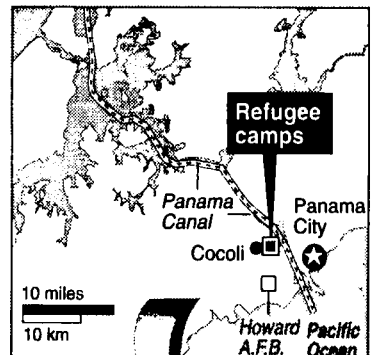 Refugee
camps
Panama
Canal
Panama
City
Cocoli
10 miles
10 km
Howard
A.F.B.
Pacific
Ocean